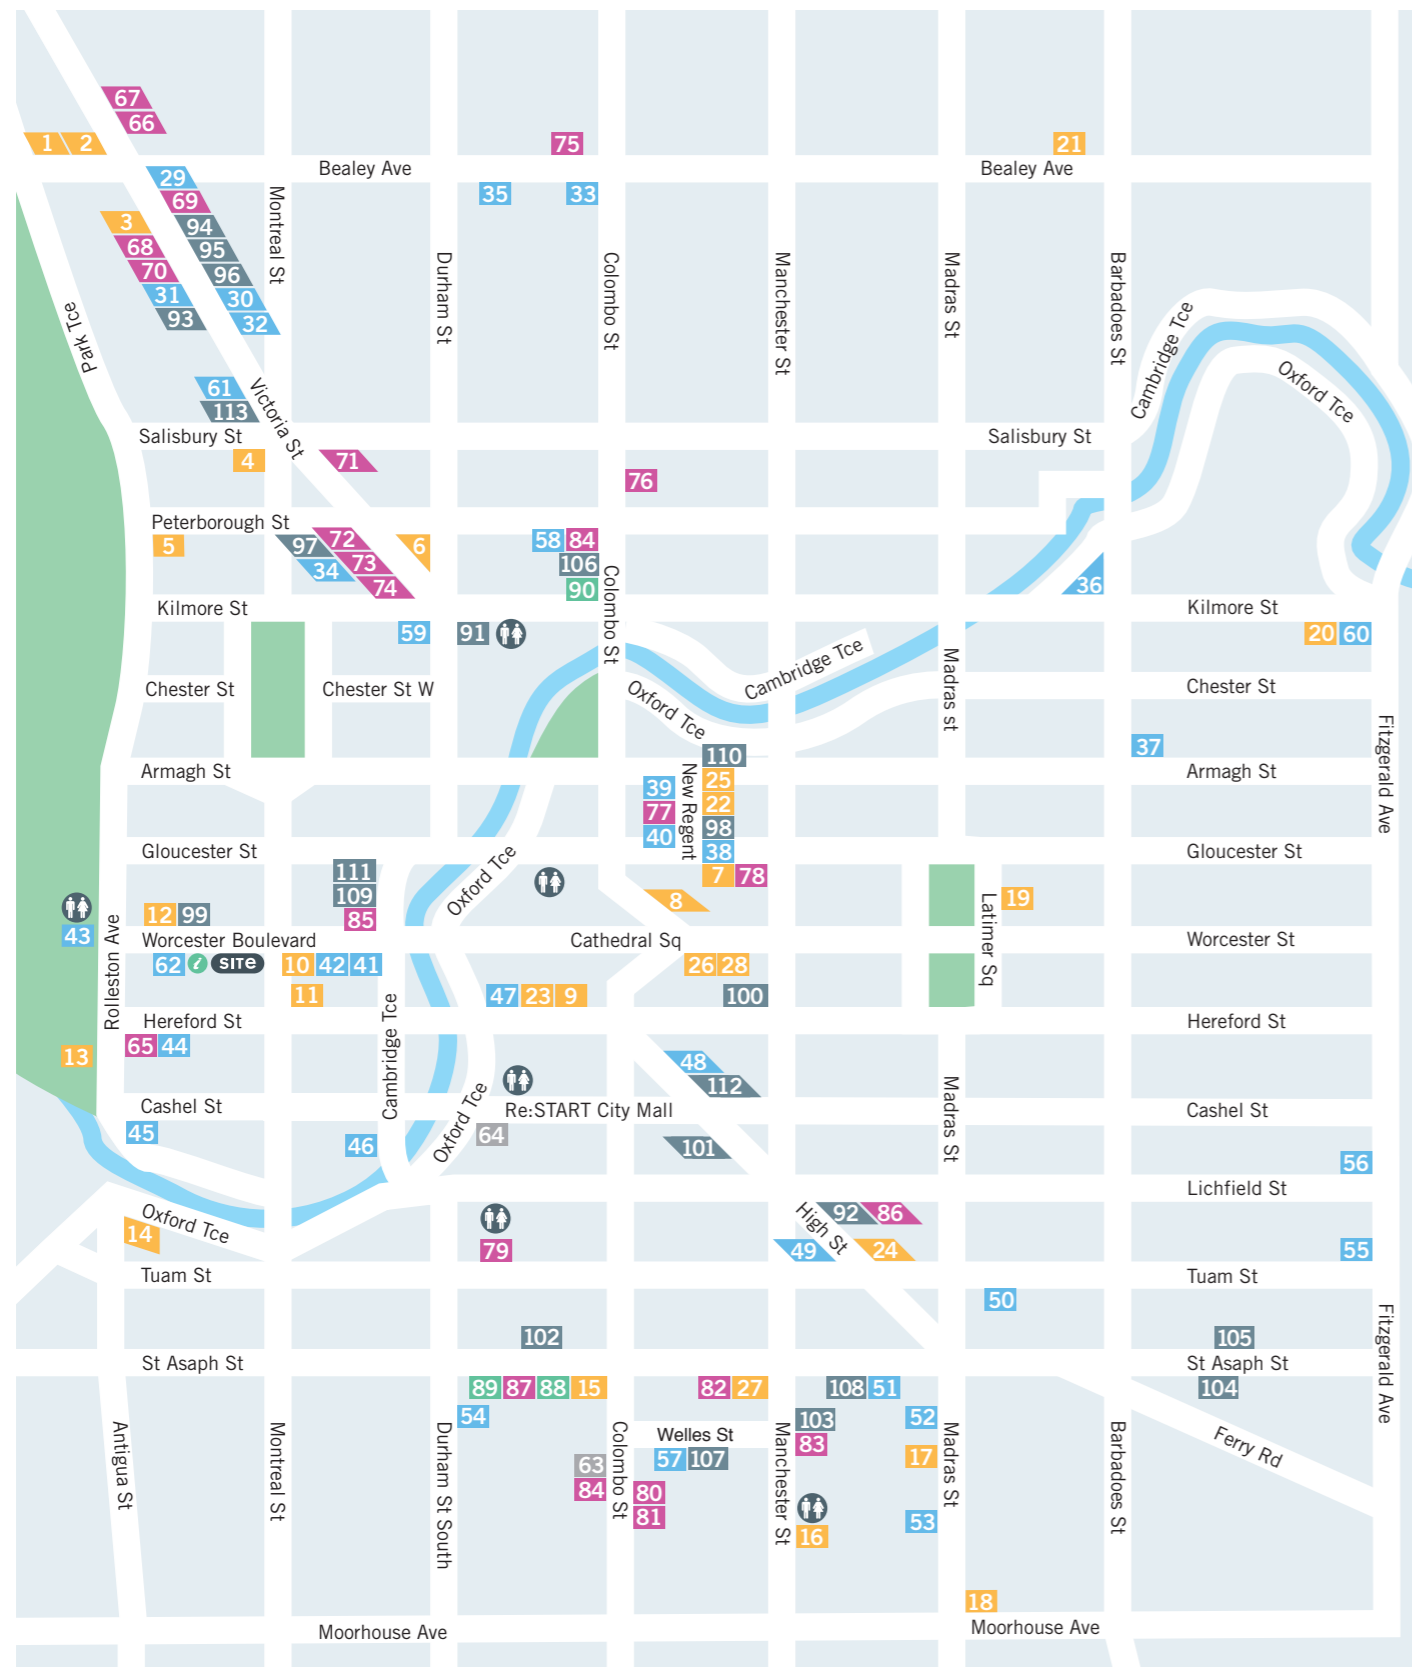 67
66
1 2
75
21
Bealey Ave
Bealey Ave
29
69
94
95
96
30
32
3
68
70
31
93
35
33
Montreal St
Durham St
Colombo St
Manchester St
Madras St
Barbadoes St
Park Tce
Cambridge Tce
Oxford Tce
61
113
Victoria St
Salisbury St
Salisbury St
4
71
76
Peterborough St
5
97
72
34
73
74
6
58 84
106
90
36
Colombo St
Kilmore St
Kilmore St
59
91
20 60
Cambridge Tce
Oxford Tce
Madras st
Chester St
Chester St W
Chester St
37
Fitzgerald Ave
110
Armagh St
Armagh St
39
77
40
New Regent
25
22
98
38
7 78
Gloucester St
Gloucester St
Oxford Tce
111
109
85
8
Latimer Sq
19
12 99
43
Rolleston Ave
Worcester Boulevard
Cathedral Sq
Worcester St
62 i SITE
10 42 41
26 28
11
47 23 9
100
Cambridge Tce
Hereford St
Hereford St
13
65 44
48
112
Cashel St
Re:START City Mall
Cashel St
Oxford Tce
Madras St
45
46
64
101
56
Lichfield St
Oxford Tce
14
79
High St
92 86
49
24
55
Tuam St
Tuam St
50
Fitzgerald Ave
102
105
St Asaph St
St Asaph St
89 87 88 15
82 27
108 51
104
54
Antigua St
Montreal St
Durham St South
Colombo St
Welles St
Manchester St
103
83
52
Madras St
Barbadoes St
Ferry Rd
57 107
17
63
84
80
81
53
16
18
Moorhouse Ave
Moorhouse Ave